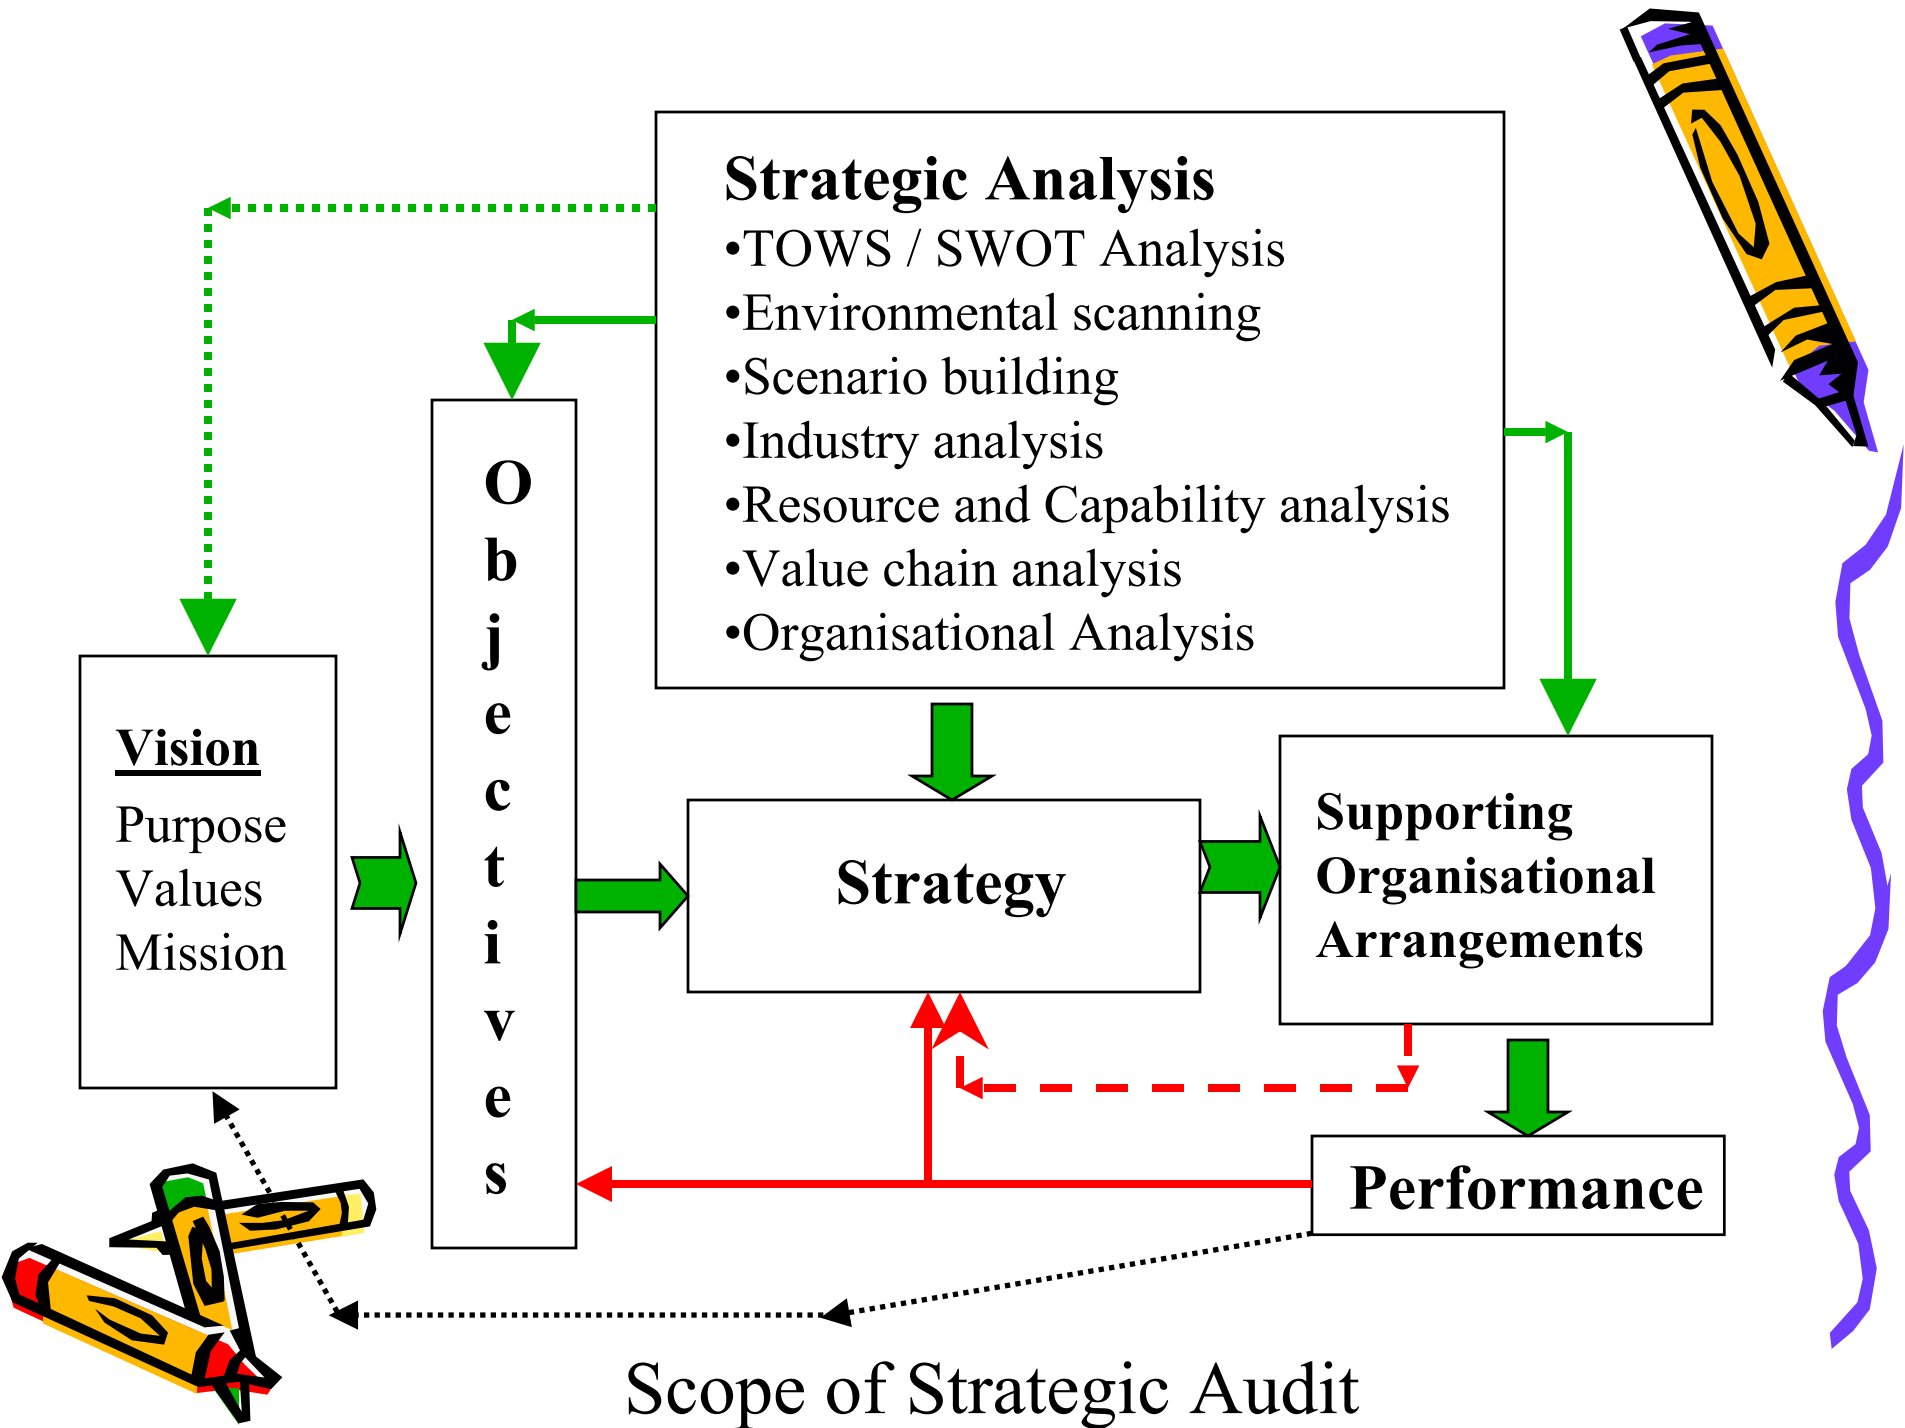 Strategic Analysis
•TOWS / SWOT Analysis
•Environmental scanning
•Scenario building
•Industry analysis
•Resource and Capability analysis
•Value chain analysis
•Organisational Analysis
Vision
Purpose
Values
Mission
O
b
j
e
c
t
i
v
e
s
Strategy
Supporting
Organisational
Arrangements
Performance
Scope of Strategic Audit